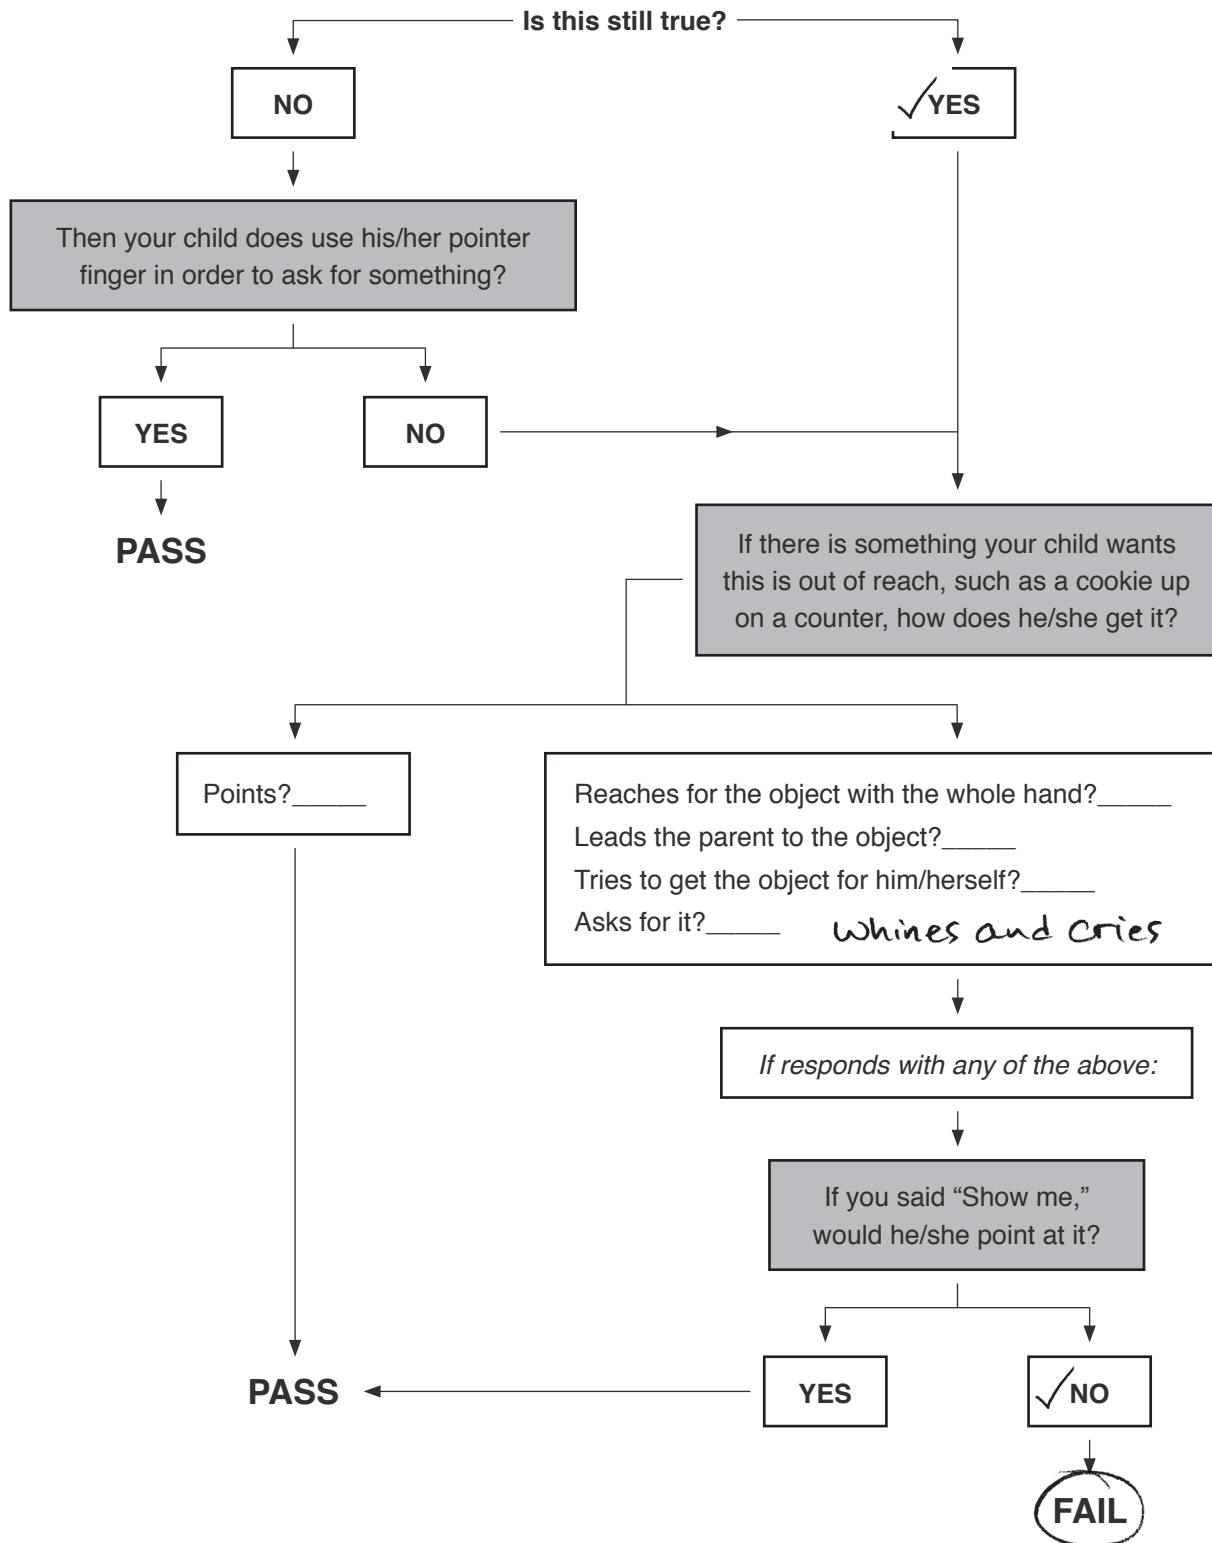 Is this still true?
NO
✓YES
Then your child does use his/her pointer
finger in order to ask for something?
YES
NO
PASS
If there is something your child wants
this is out of reach, such as a cookie up
on a counter, how does he/she get it?
Points?_____
Reaches for the object with the whole hand?_____
Leads the parent to the object?_____
Tries to get the object for him/herself?_____
Asks for it?_____ whines and cries
If responds with any of the above:
If you said “Show me,”
would he/she point at it?
PASS
YES
✓NO
FAIL